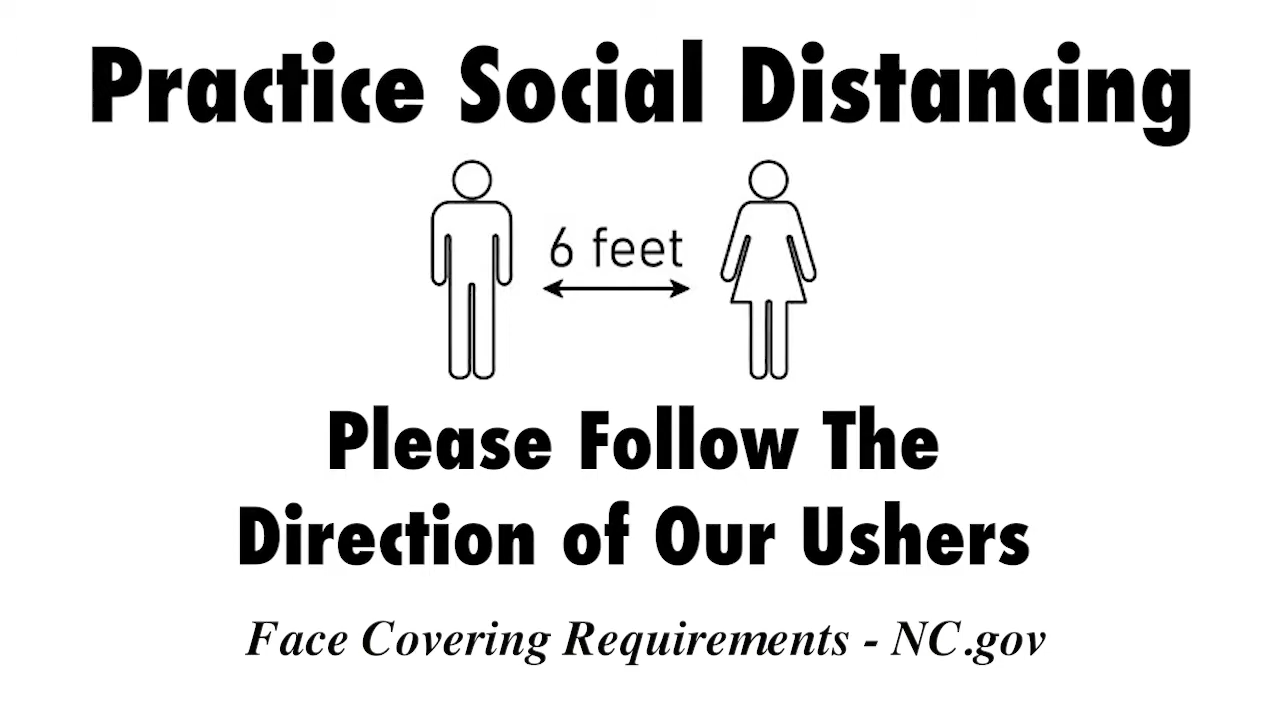 Practice Social Distancing
6 feet
Please Follow The
Direction of Our Ushers
Face Covering Requirements - NC.gov